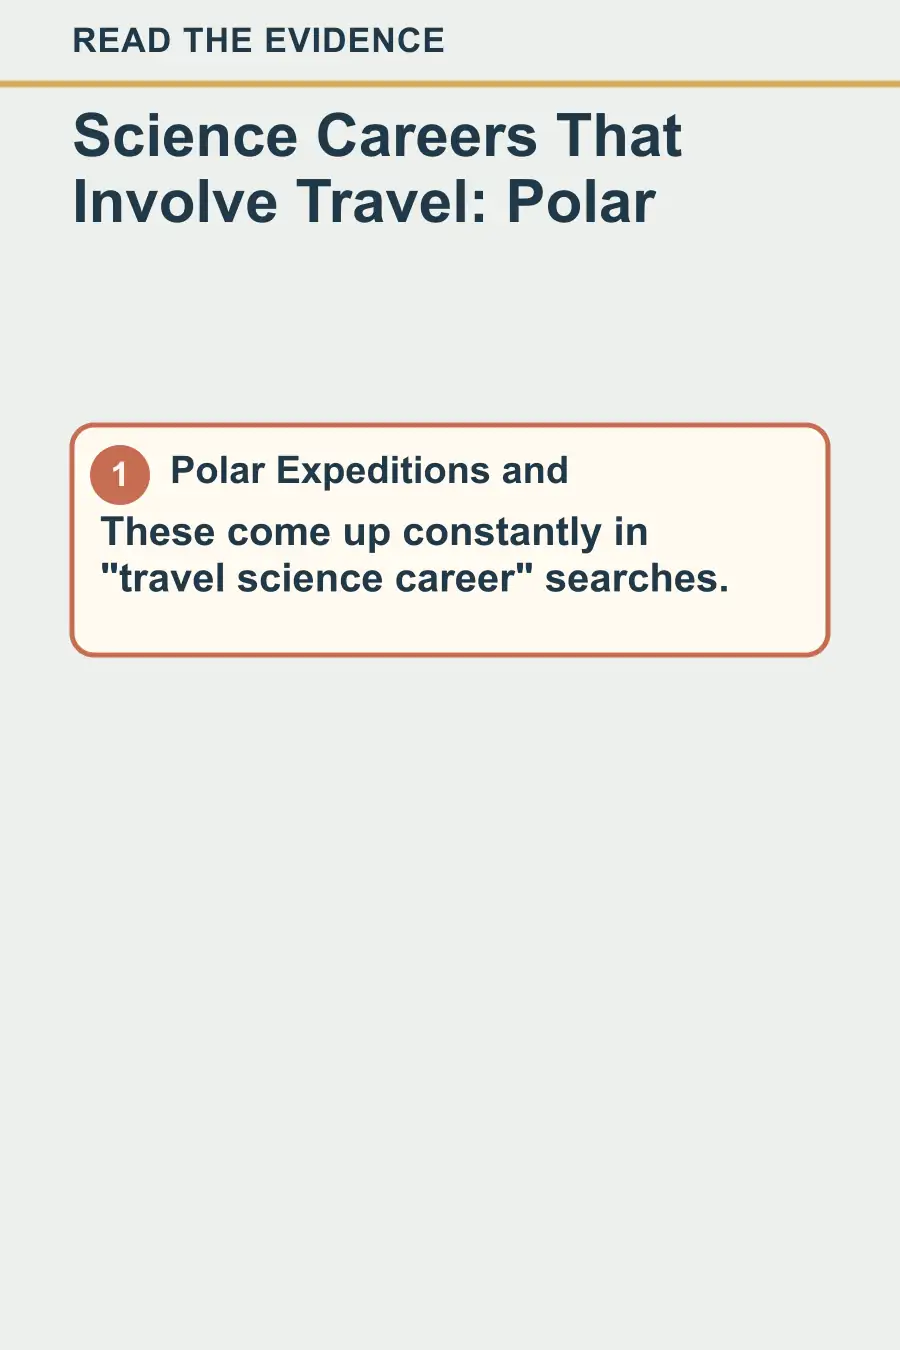 READ THE EVIDENCE
Science Careers That
Involve Travel: Polar
1 Polar Expeditions and
These come up constantly in
"travel science career" searches.